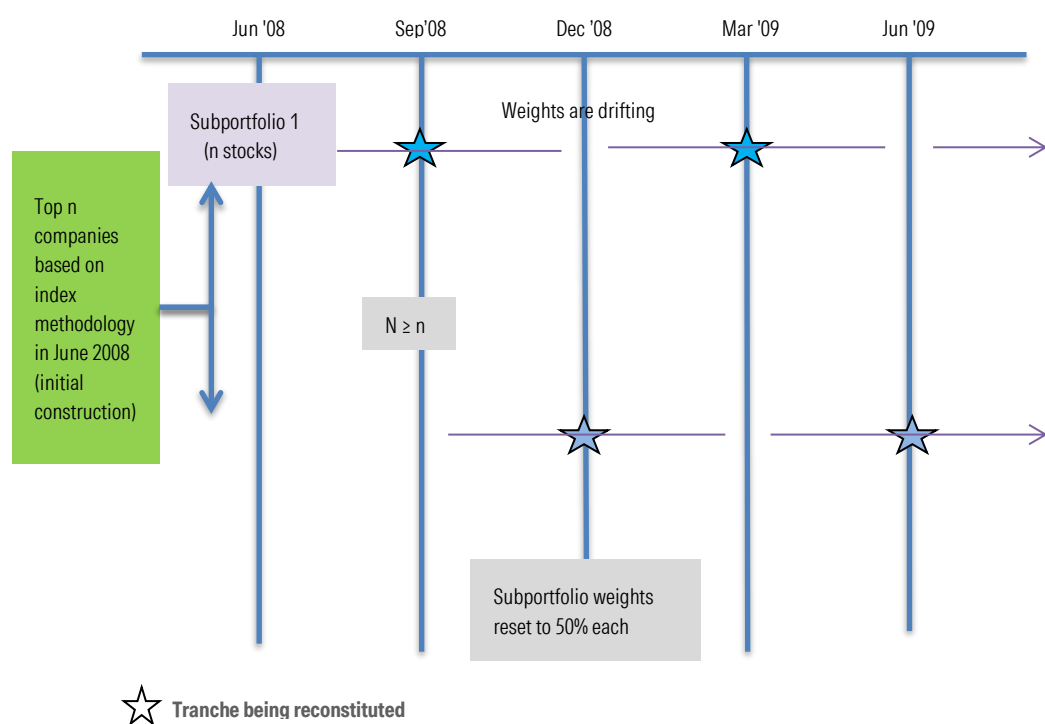 Jun '08
Sep'08
Dec '08
Mar '09
Jun '09
Subportfolio 1
(n stocks)
Weights are drifting
Top n
companies
based on
index
methodology
in June 2008
(initial
construction)
N ≥ n
Subportfolio weights
reset to 50% each
Tranche being reconstituted